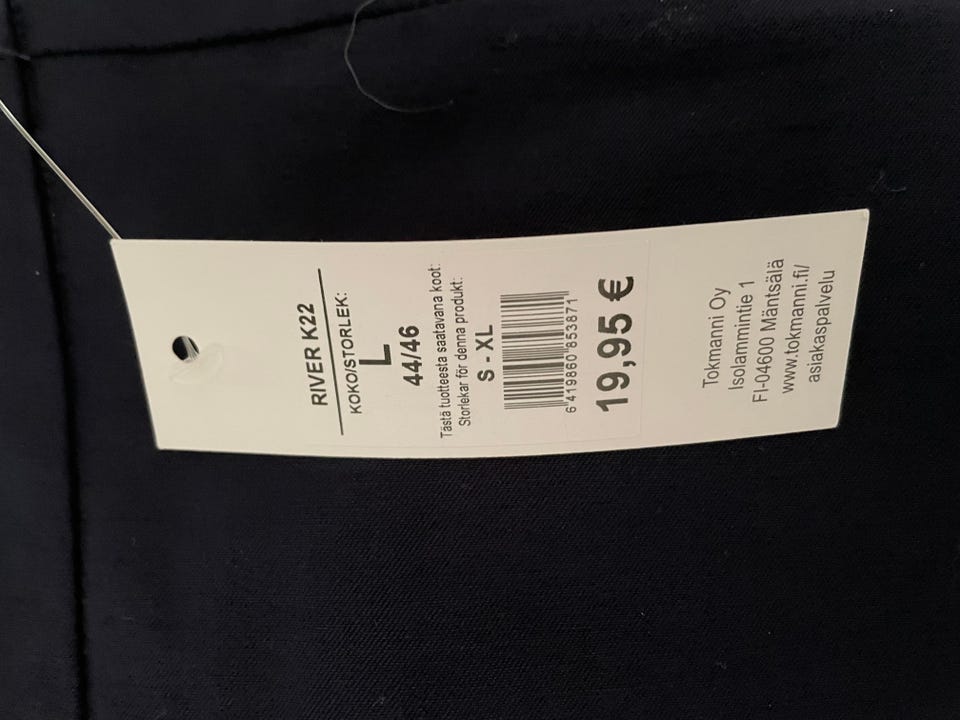 RIVER K22
KOKO/STORLEK:
L
44/46
Tästä tuotteesta saatavana koot:
Storlekar för denna produkt:
S - XL
6 419860 853871
19,95 €
Tokmanni Oy
Isolammintie 1
FI-04600 Mäntsälä
www.tokmanni.fi/
asiakaspalvelu